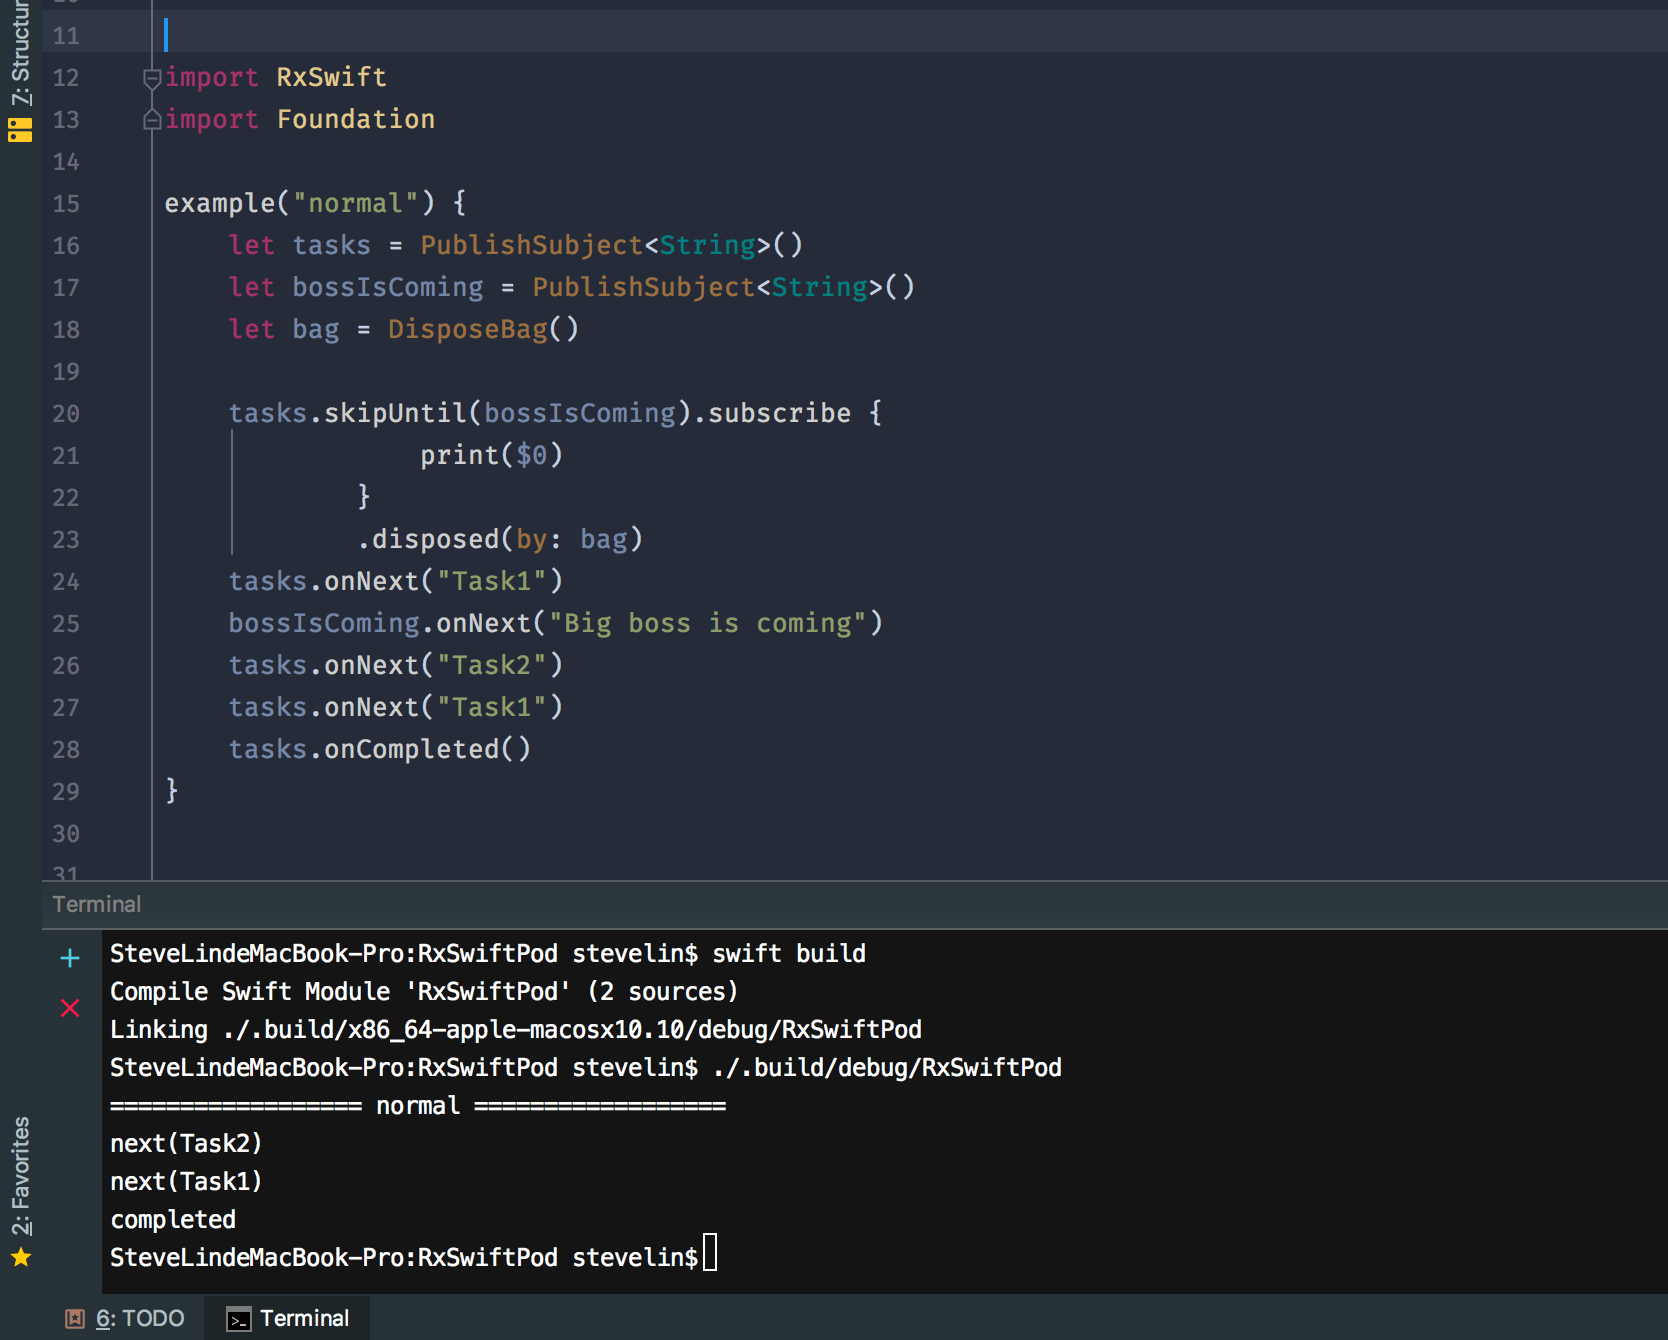 7: Structur
11
12 import RxSwift
13 import Foundation
14
15 example("normal") {
16 let tasks = PublishSubject<String>()
17 let bossIsComing = PublishSubject<String>()
18 let bag = DisposeBag()
19
20 tasks.skipUntil(bossIsComing).subscribe {
21 print($0)
22 }
23 .disposed(by: bag)
24 tasks.onNext("Task1")
25 bossIsComing.onNext("Big boss is coming")
26 tasks.onNext("Task2")
27 tasks.onNext("Task1")
28 tasks.onCompleted()
29 }
30
31
Terminal
SteveLindeMacBook-Pro:RxSwiftPod stevelin$ swift build
Compile Swift Module 'RxSwiftPod' (2 sources)
Linking ./.build/x86_64-apple-macosx10.10/debug/RxSwiftPod
SteveLindeMacBook-Pro:RxSwiftPod stevelin$ ./.build/debug/RxSwiftPod
================== normal ==================
next(Task2)
next(Task1)
completed
SteveLindeMacBook-Pro:RxSwiftPod stevelin$
2: Favorites
6: TODO
Terminal